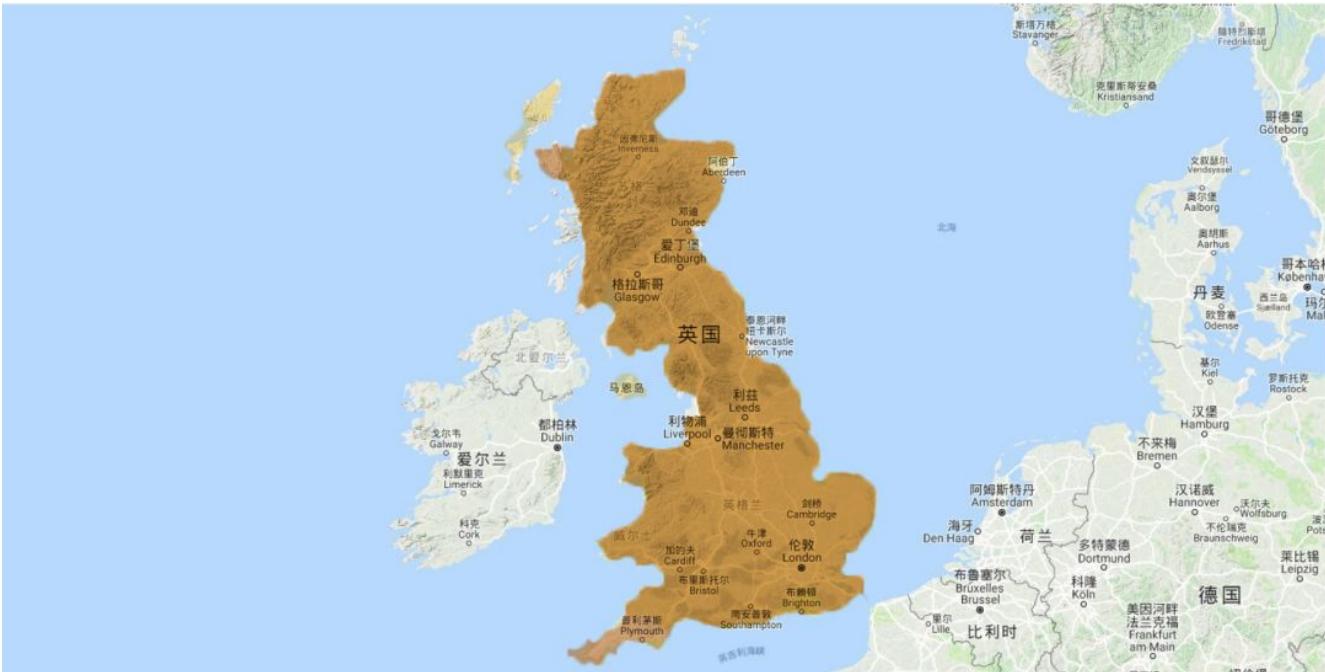 斯塔万格
Stavanger
腓特烈斯塔
Fredrikstad
克里斯蒂安桑
Kristiansand
哥德堡
Göteborg
因弗尼斯
Inverness
阿伯丁
Aberdeen
文叙瑟尔
Vendsyssel
苏格兰
奥尔堡
Aalborg
邓迪
Dundee
北海
奥胡斯
Aarhus
爱丁堡
Edinburgh
格拉斯哥
Glasgow
哥本哈根
København
丹麦
西兰岛
Sjælland
欧登塞
Odense
英国
泰恩河畔
纽卡斯尔
Newcastle
upon Tyne
北爱尔兰
基尔
Kiel
马恩岛
罗斯托克
Rostock
利兹
Leeds
汉堡
Hamburg
都柏林
Dublin
利物浦
Liverpool
曼彻斯特
Manchester
戈尔韦
Galway
不来梅
Bremen
爱尔兰
利默里克
Limerick
阿姆斯特丹
Amsterdam
汉诺威
Hannover
沃尔夫
Wolfsburg
英格兰
剑桥
Cambridge
科克
Cork
海牙
Den Haag
荷兰
不伦瑞克
Braunschweig
威尔士
牛津
Oxford
伦敦
London
加的夫
Cardiff
布里斯托尔
Bristol
多特蒙德
Dortmund
莱比锡
Leipzig
布鲁塞尔
Bruxelles
Brussel
科隆
Köln
德国
布赖顿
Brighton
南安普敦
Southampton
普利茅斯
Plymouth
里尔
Lille
比利时
美因河畔
法兰克福
Frankfurt
am Main
英吉利海峡